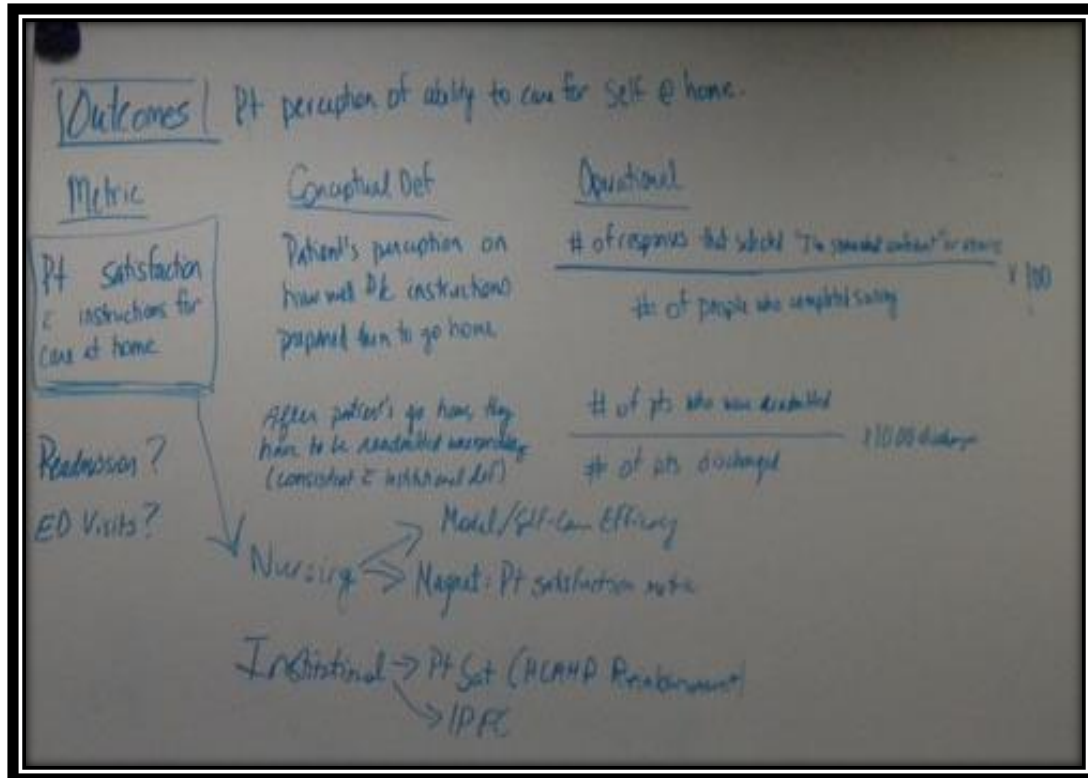 Outcomes Pt perception of ability to care for self @ home.
Metric Conceptual Def Operational
Pt satisfaction
c̄ instructions for
care at home
Patient's perception on
how well instructions
prepared them to go home
# of responses that selected
# of people who completed survey
x 100
Readmission?
ED Visits?
After patient's go home, they
have to be readmitted
(consistent c̄ institutional def)
# of pts who were readmitted
# of pts discharged
x 1000
Nursing
Model/Self-Care Efficacy
Magnet: Pt satisfaction
Institutional → Pt Sat (HCAHP